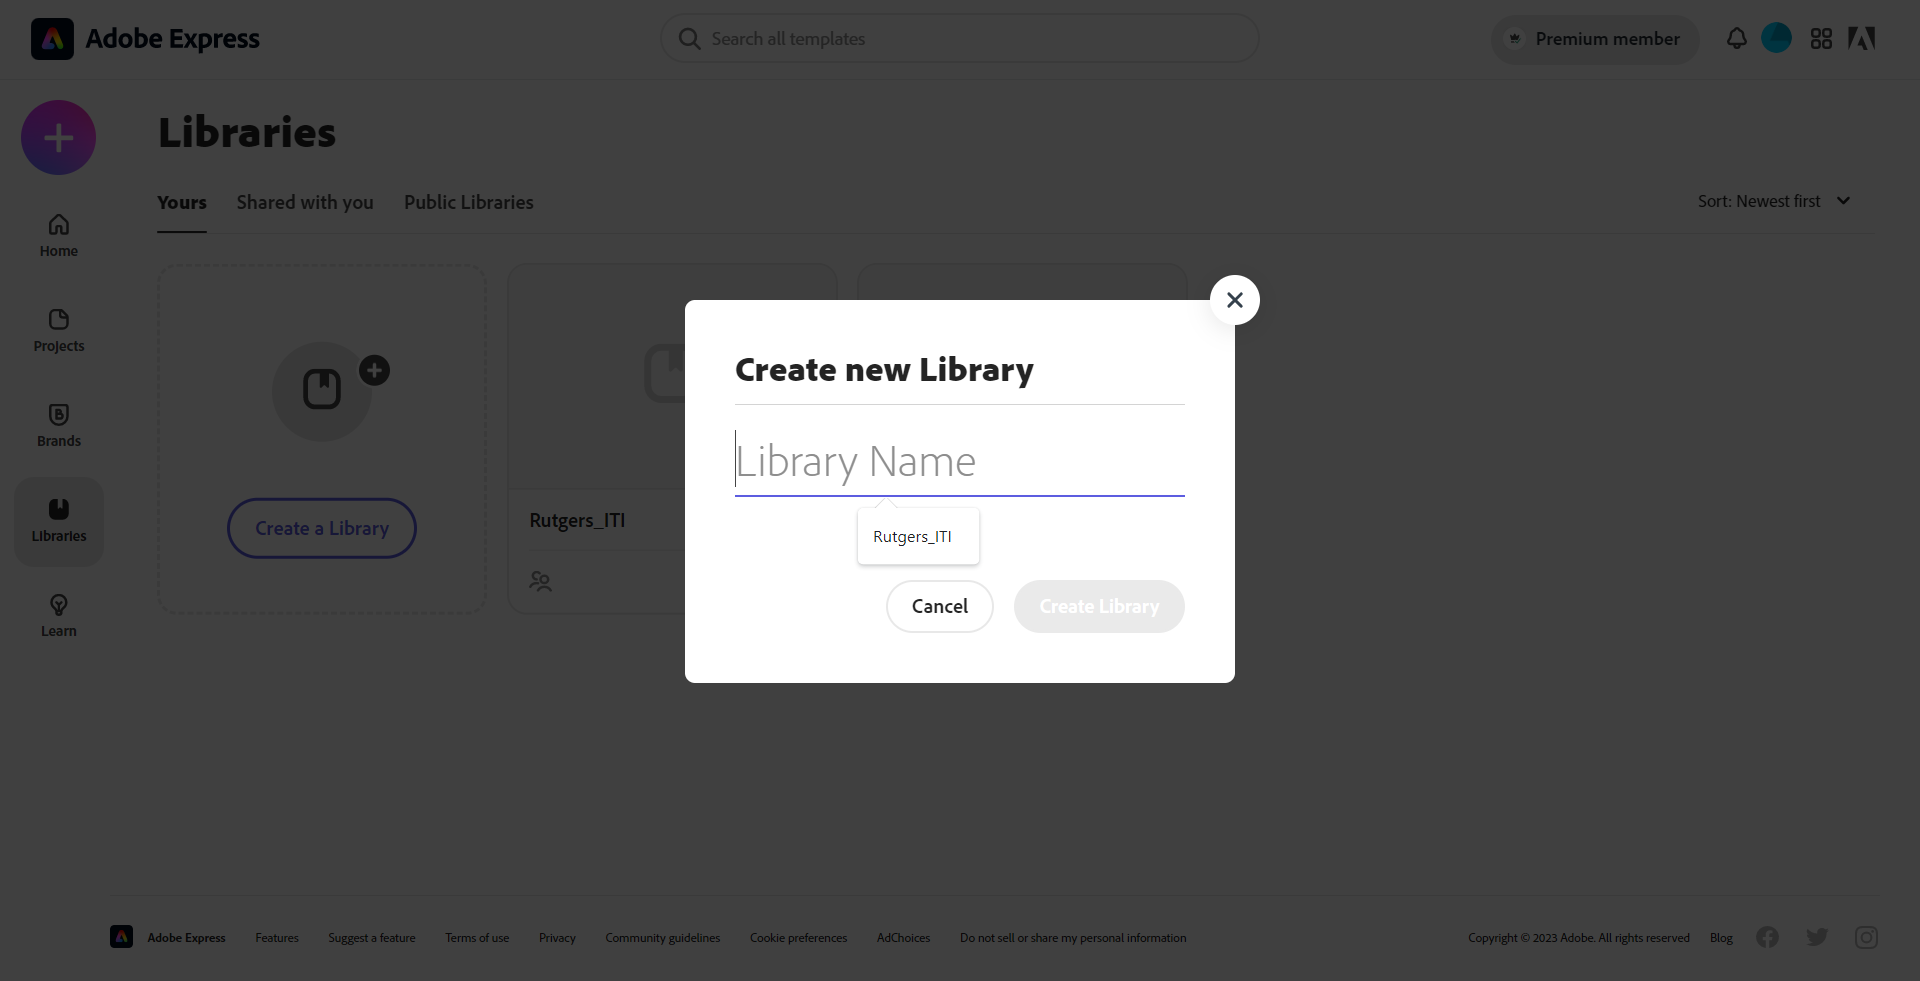 Adobe Express
Search all templates
Premium member
Libraries
Yours Shared with you Public Libraries
Sort: Newest first
Home
Projects
Brands
Libraries
Learn
Create a Library
Rutgers_ITI
Create new Library
Library Name
Rutgers_ITI
Cancel Create Library
Adobe Express Features Suggest a feature Terms of use Privacy Community guidelines Cookie preferences AdChoices Do not sell or share my personal information Copyright © 2023 Adobe. All rights reserved Blog